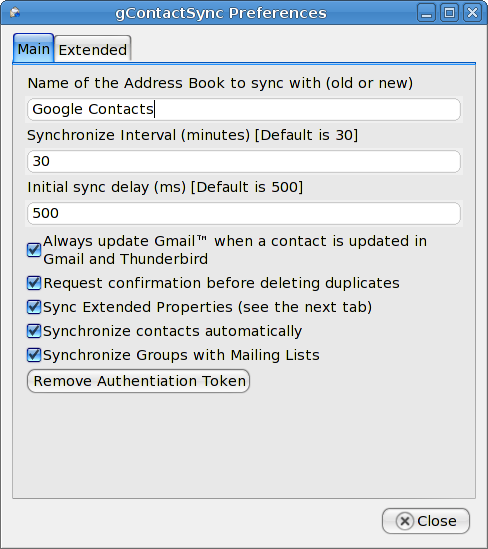 gContactSync Preferences
Main Extended
Name of the Address Book to sync with (old or new)
Google Contacts
Synchronize Interval (minutes) [Default is 30]
30
Initial sync delay (ms) [Default is 500]
500
Always update Gmail™ when a contact is updated in
Gmail and Thunderbird
Request confirmation before deleting duplicates
Sync Extended Properties (see the next tab)
Synchronize contacts automatically
Synchronize Groups with Mailing Lists
Remove Authentiation Token
Close